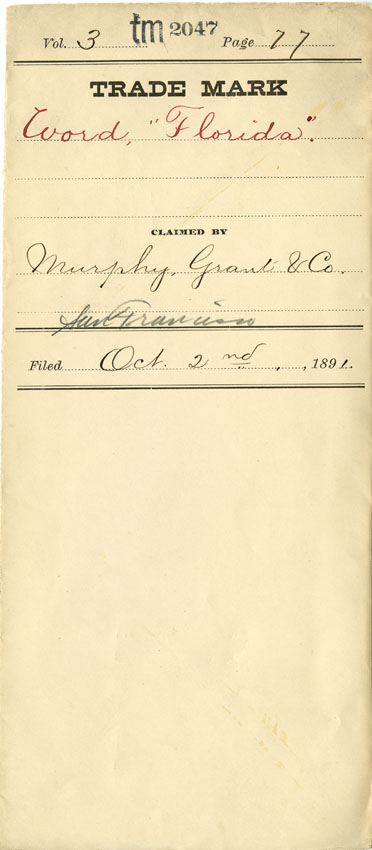 Vol. 3 tm 2047 Page 77
TRADE MARK
Word, "Florida".
CLAIMED BY
Murphy, Grant & Co.
San Francisco
Filed Oct. 2nd, 1891.